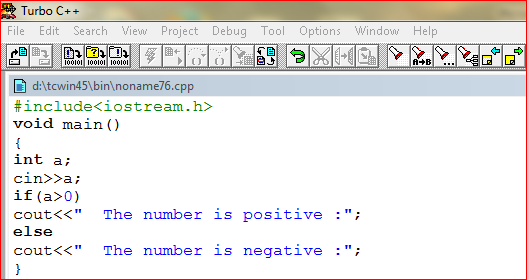 Turbo C++
File Edit Search View Project Debug Tool Options Window Help
d:\tcwin45\bin\noname76.cpp
#include<iostream.h>
void main()
{
int a;
cin>>a;
if(a>0)
cout<<"  The number is positive :";
else
cout<<"  The number is negative :";
}